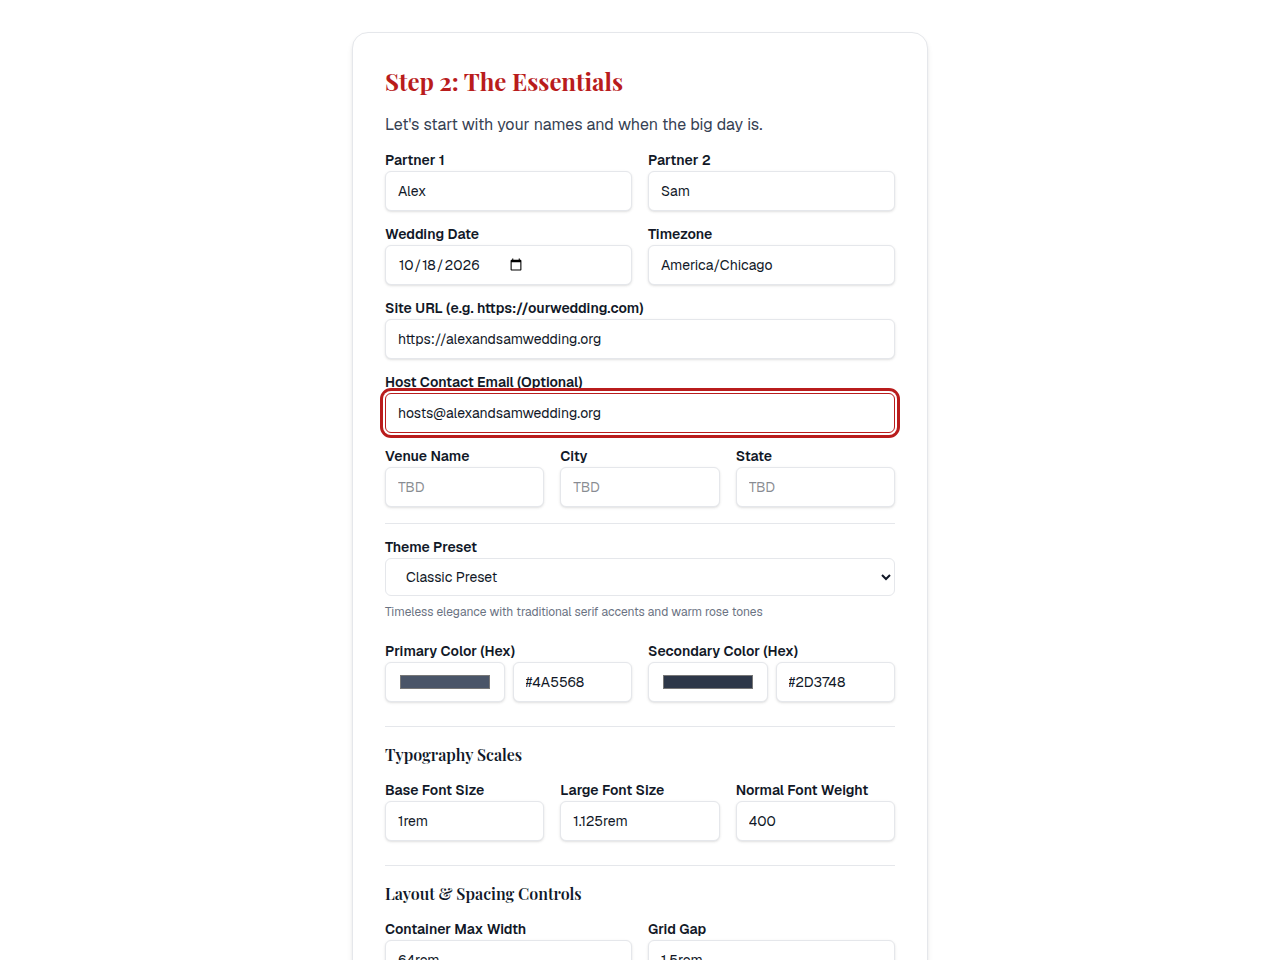 Step 2: The Essentials
Let's start with your names and when the big day is.
Partner 1 Partner 2
Alex Sam
Wedding Date Timezone
10/18/2026 America/Chicago
Site URL (e.g. https://ourwedding.com)
https://alexandsamwedding.org
Host Contact Email (Optional)
hosts@alexandsamwedding.org
Venue Name City State
TBD TBD TBD
Theme Preset
Classic Preset
Timeless elegance with traditional serif accents and warm rose tones
Primary Color (Hex) Secondary Color (Hex)
#4A5568 #2D3748
Typography Scales
Base Font Size Large Font Size Normal Font Weight
1rem 1.125rem 400
Layout & Spacing Controls
Container Max Width Grid Gap
64rem 1.5rem